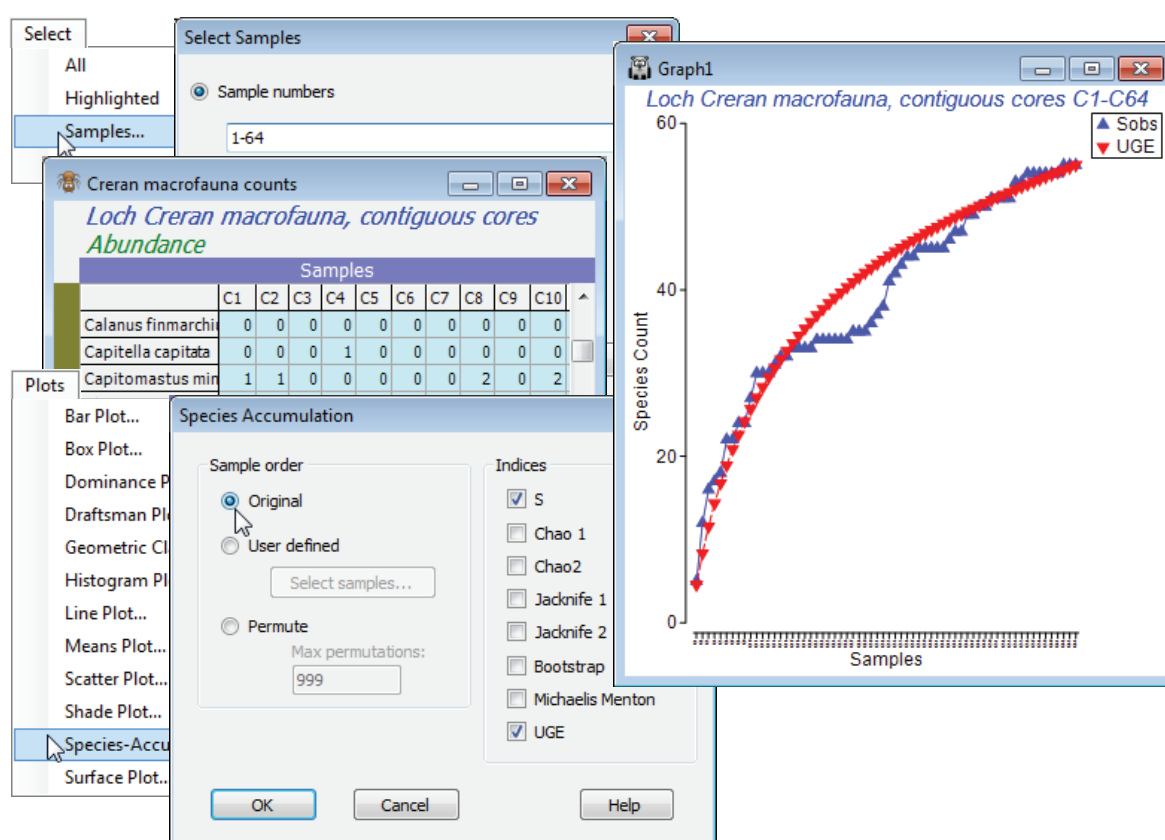 Select
All
Highlighted
Samples...
Select Samples
Sample numbers
1-64
Creran macrofauna counts
Loch Creran macrofauna, contiguous cores
Abundance
Samples
C1 C2 C3 C4 C5 C6 C7 C8 C9 C10
Calanus finmarchi 0 0 0 0 0 0 0 0 0 0
Capitella capitata 0 0 0 1 0 0 0 0 0 0
Capitomastus min 1 1 0 0 0 0 0 2 0 2
Plots
Bar Plot...
Box Plot...
Dominance P
Draftsman Pl
Geometric Cl
Histogram Pl
Line Plot...
Means Plot...
Scatter Plot...
Shade Plot...
Species-Accu
Surface Plot...
Species Accumulation
Sample order
Original
User defined
Select samples...
Permute
Max permutations:
999
Indices
S
Chao 1
Chao2
Jacknife 1
Jacknife 2
Bootstrap
Michaelis Menton
UGE
OK Cancel Help
Graph1
Loch Creran macrofauna, contiguous cores C1-C64
Sobs
UGE
60
40
20
0
Species Count
Samples